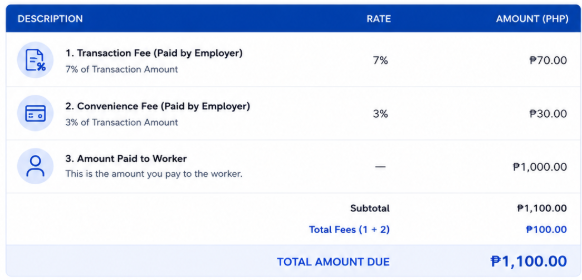 DESCRIPTION RATE AMOUNT (PHP)
1. Transaction Fee (Paid by Employer)
7% of Transaction Amount
7% ₱70.00
2. Convenience Fee (Paid by Employer)
3% of Transaction Amount
3% ₱30.00
3. Amount Paid to Worker
This is the amount you pay to the worker.
— ₱1,000.00
Subtotal ₱1,100.00
Total Fees (1 + 2) ₱100.00
TOTAL AMOUNT DUE ₱1,100.00